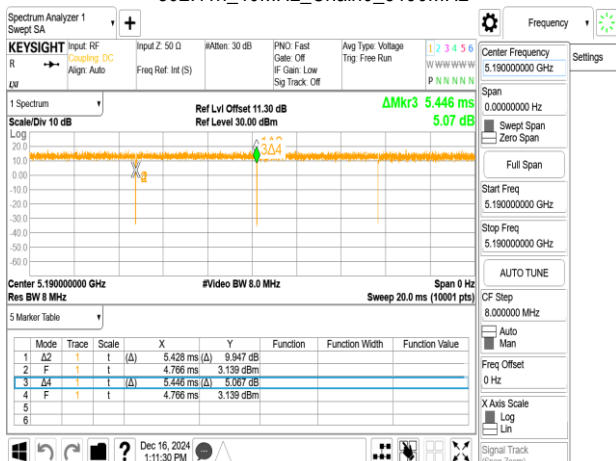 Spectrum Analyzer 1
Swept SA
Frequency
KEYSIGHT
R
LXI
Input: RF
Coupling: DC
Align: Auto
Input Z: 50 Ω
Freq Ref: Int (S)
#Atten: 30 dB
PNO: Fast
Gate: Off
IF Gain: Low
Sig Track: Off
Avg Type: Voltage
Trig: Free Run
1 2 3 4 5 6
W W W W W W
P N N N N N
1 Spectrum
Scale/Div 10 dB
Ref Lvl Offset 11.30 dB
Ref Level 30.00 dBm
ΔMkr3 5.446 ms
5.07 dB
Log
20.0
10.0
0.00
-10.0
-20.0
-30.0
-40.0
-50.0
-60.0
3Δ4
Center 5.190000000 GHz
Res BW 8 MHz
#Video BW 8.0 MHz
Span 0 Hz
Sweep 20.0 ms (10001 pts)
5 Marker Table
Mode Trace Scale X Y Function Function Width Function Value
1 Δ2 1 t (Δ) 5.428 ms (Δ) 9.947 dB
2 F 1 t 4.766 ms 3.139 dBm
3 Δ4 1 t (Δ) 5.446 ms (Δ) 5.067 dB
4 F 1 t 4.766 ms 3.139 dBm
5
6
?
Dec 16, 2024
1:11:30 PM
Center Frequency
5.190000000 GHz
Settings
Span
0.00000000 Hz
Swept Span
Zero Span
Full Span
Start Freq
5.190000000 GHz
Stop Freq
5.190000000 GHz
AUTO TUNE
CF Step
8.000000 MHz
Auto
Man
Freq Offset
0 Hz
X Axis Scale
Log
Lin
Signal Track